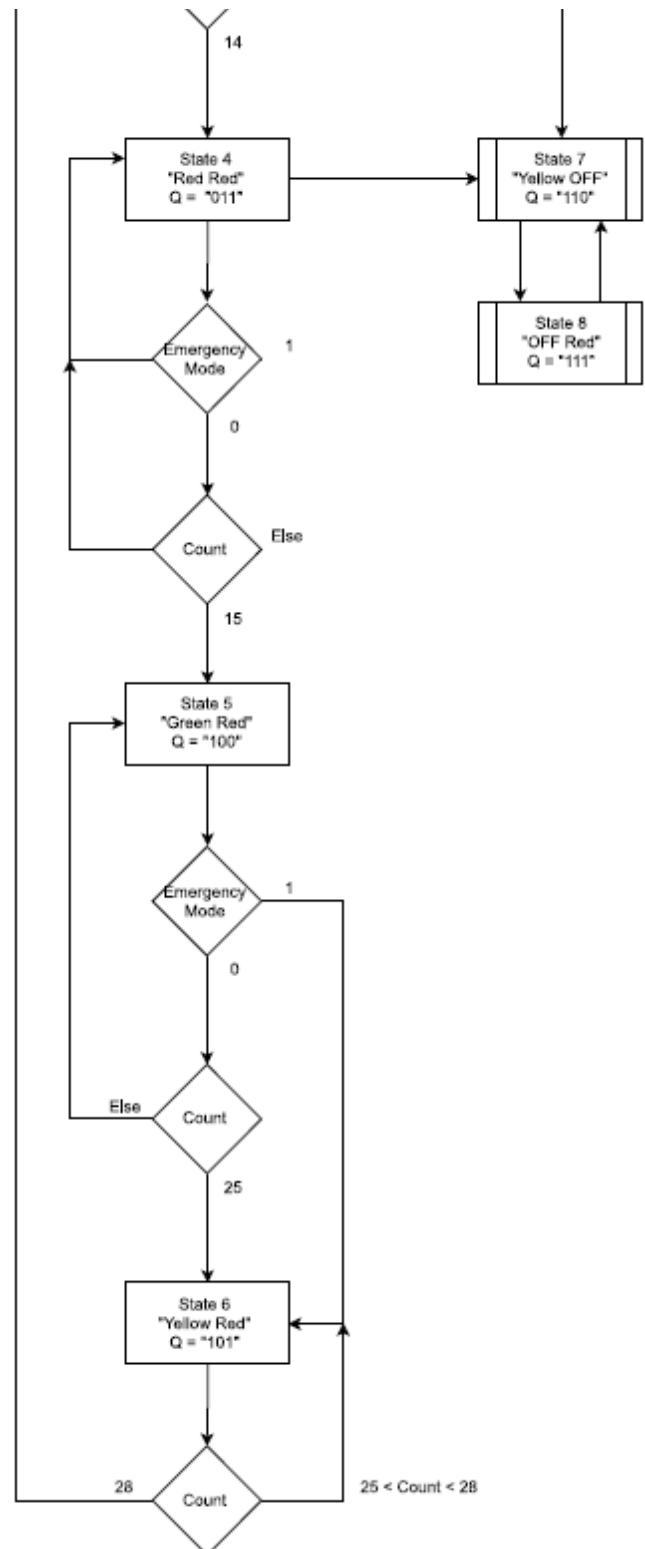 14
State 4
"Red Red"
Q = "011"
State 7
"Yellow OFF"
Q = "110"
State 8
"OFF Red"
Q = "111"
Emergency
Mode
1
0
Count
Else
15
State 5
"Green Red"
Q = "100"
Emergency
Mode
1
0
Count
Else
25
State 6
"Yellow Red"
Q = "101"
28
Count
25 < Count < 28